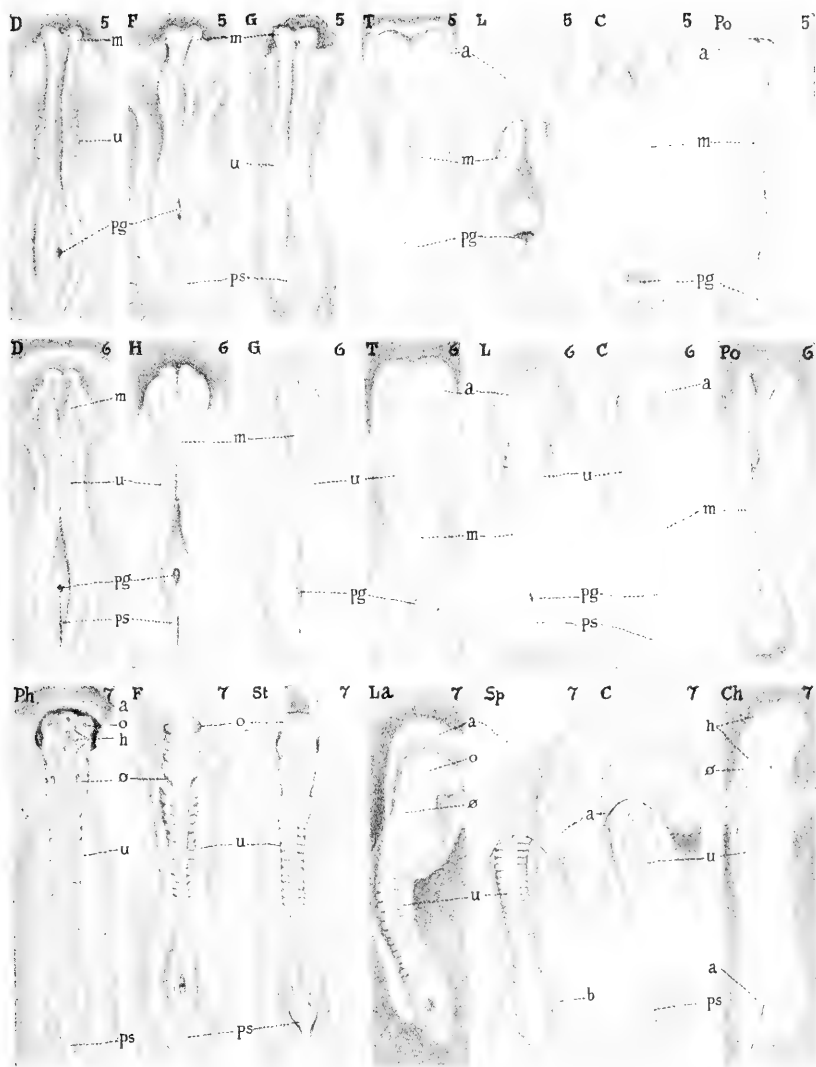 D 5 F 5 G 5 T 5 L 5 C 5 Po 5
m m a a
u m m
u
pg pg
ps pg
D 6 H 6 G 6 T 6 L 6 C 6 Po 6
m a a
m
u u u
m m
pg pg pg
ps ps
Ph 7 F 7 St 7 La 7 Sp 7 C 7 Ch 7
a a
o o o h
h
ø ø ø
a
u u u u
a
b
ps ps ps